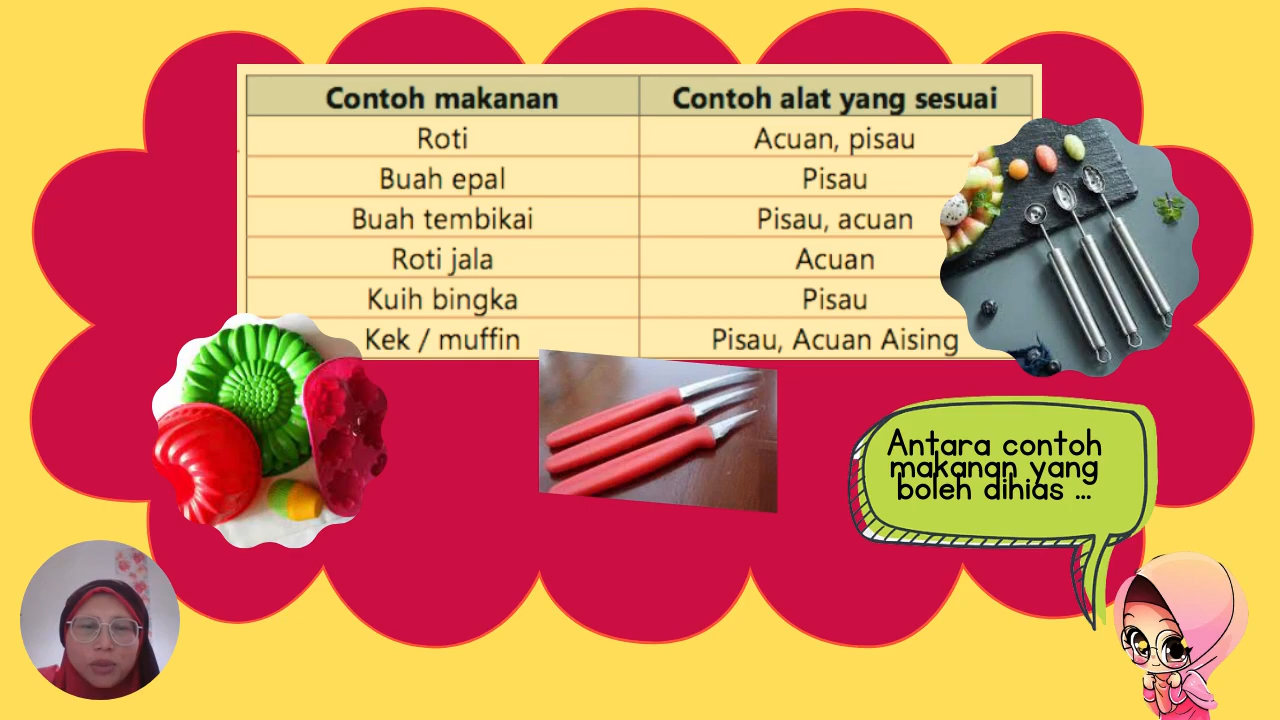 Contoh makanan Contoh alat yang sesuai
Roti Acuan, pisau
Buah epal Pisau
Buah tembikai Pisau, acuan
Roti jala Acuan
Kuih bingka Pisau
Kek / muffin Pisau, Acuan Aising
Antara contoh
makanan yang
boleh dihias ...